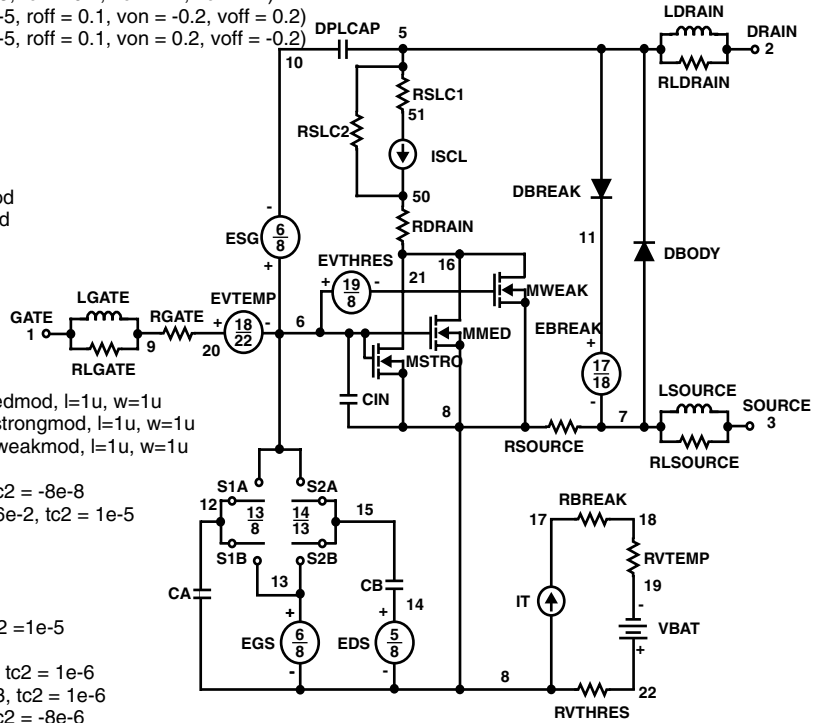 -5, roff = 0.1, von = -0.2, voff = 0.2)
-5, roff = 0.1, von = 0.2, voff = -0.2)
LDRAIN
DPLCAP
5
DRAIN
2
10
RLDRAIN
RSLC1
51
RSLC2
ISCL
50
DBREAK
RDRAIN
-
6
8
ESG
+
11
DBODY
EVTHRES
16
21
+
19
8
-
MWEAK
LGATE
EVTEMP
GATE
1
RGATE
+
18
22
-
6
MMED
EBREAK
+
9
20
MSTRO
17
18
-
RLGATE
CIN
8
7
LSOURCE
SOURCE
3
RSOURCE
RLSOURCE
edmod, l=1u, w=1u
strongmod, l=1u, w=1u
weakmod, l=1u, w=1u
c2 = -8e-8
6e-2, tc2 = 1e-5
S1A
S2A
12
13
8
14
13
15
S1B
S2B
13
CA
CB
14
+
+
EGS
6
8
EDS
5
8
-
-
RBREAK
17
18
RVTEMP
19
IT
-
VBAT
+
8
22
RVTHRES
2 =1e-5
tc2 = 1e-6
3, tc2 = 1e-6
c2 = -8e-6